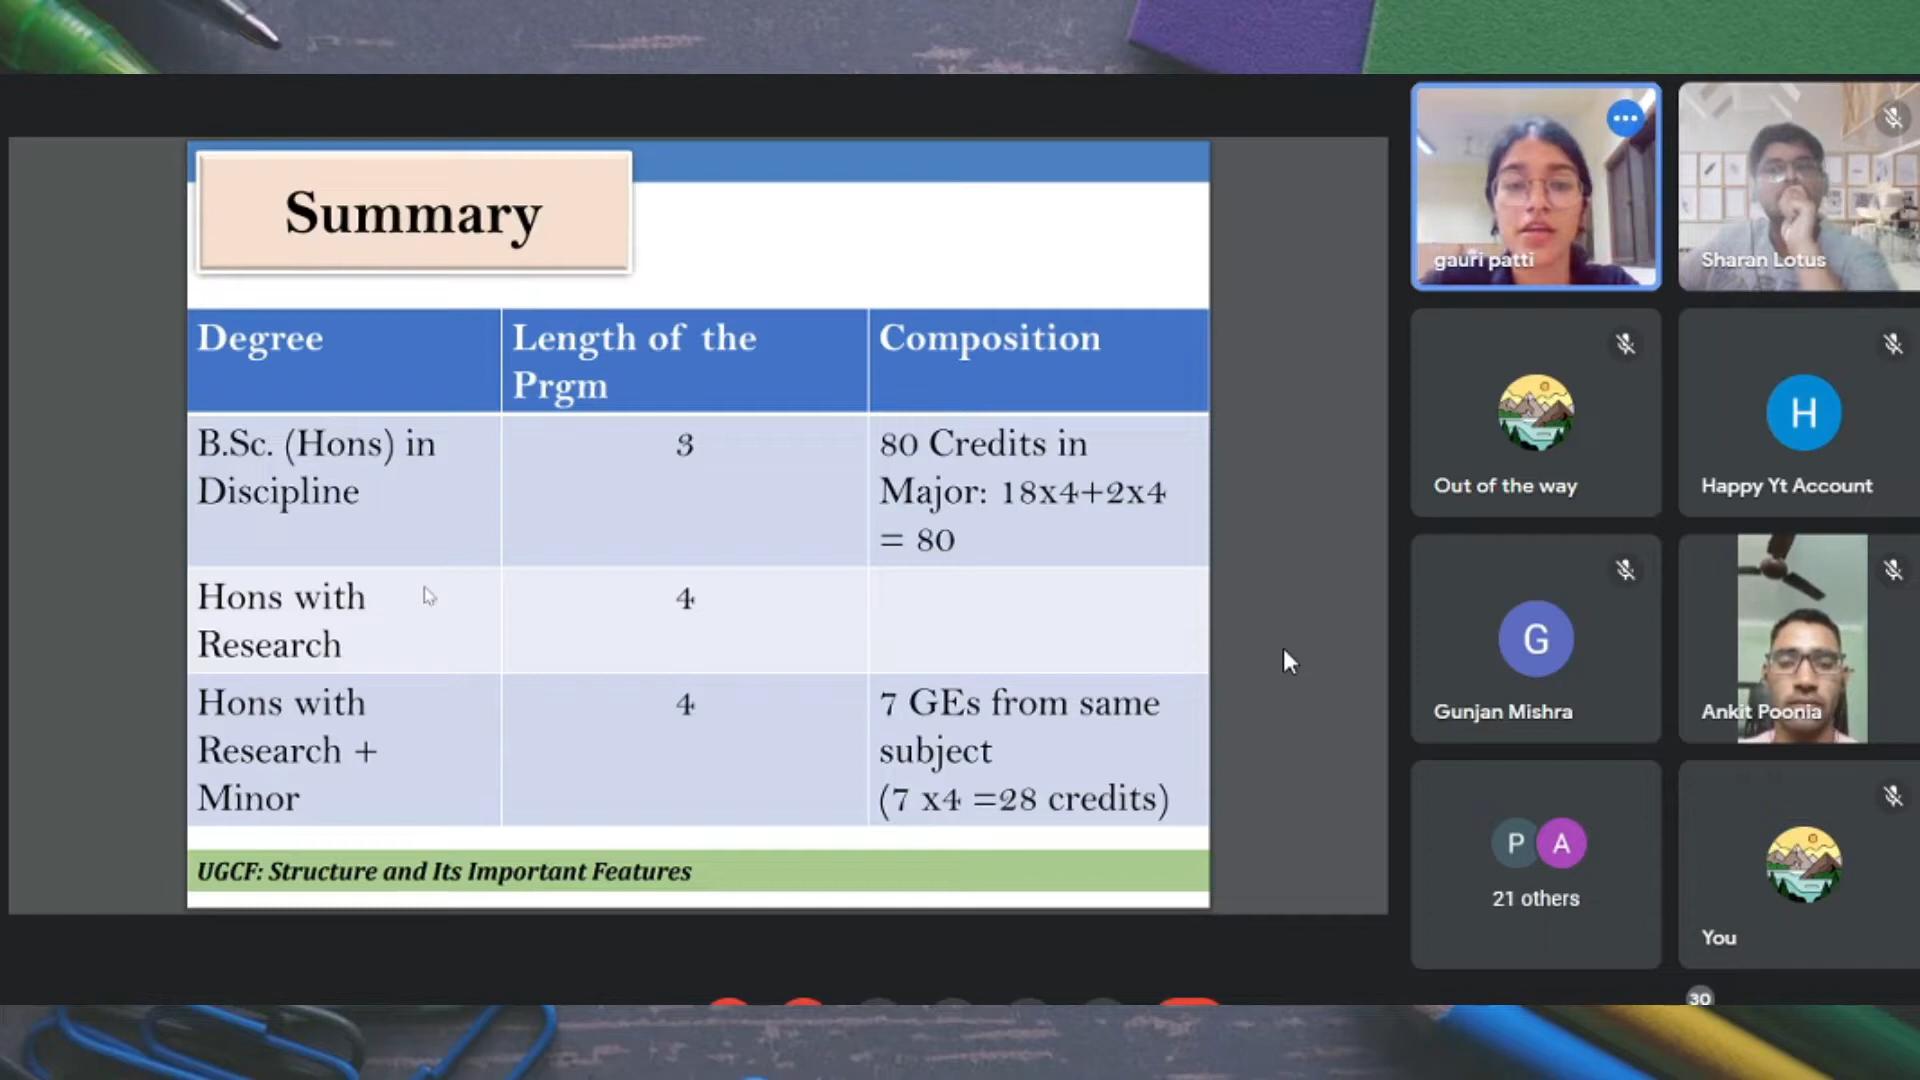 Summary
Degree
Length of the
Prgm
Composition
B.Sc. (Hons) in
Discipline
3
80 Credits in
Major: 18x4+2x4
= 80
Hons with
Research
4
Hons with
Research +
Minor
4
7 GEs from same
subject
(7 x4 =28 credits)
UGCF: Structure and Its Important Features
gauri patti
Sharan Lotus
Out of the way
H
Happy Yt Account
G
Gunjan Mishra
Ankit Poonia
P A
21 others
You
30